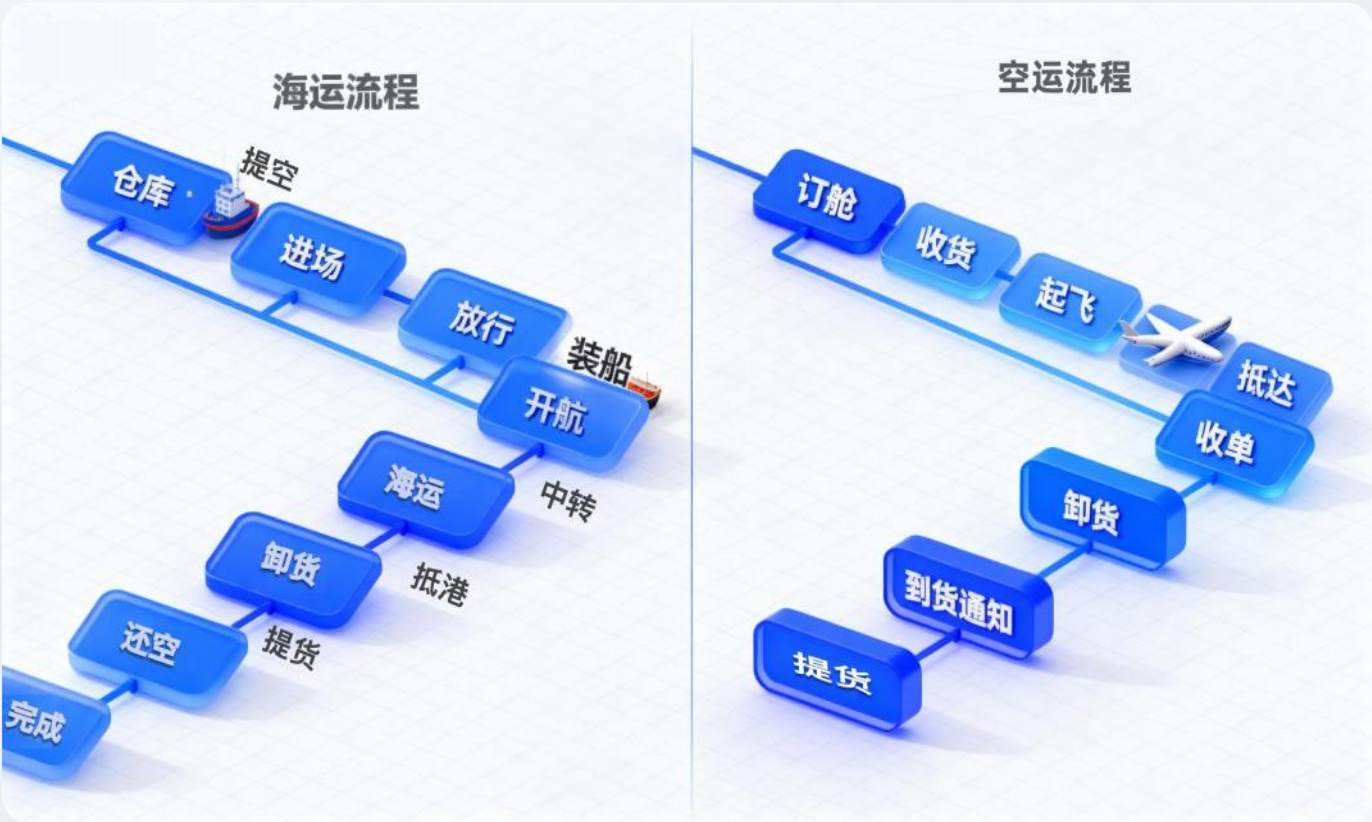 海运流程
仓库
提空
进场
放行
装船
开航
中转
海运
抵港
卸货
提货
还空
完成
空运流程
订舱
收货
起飞
抵达
收单
卸货
到货通知
提货